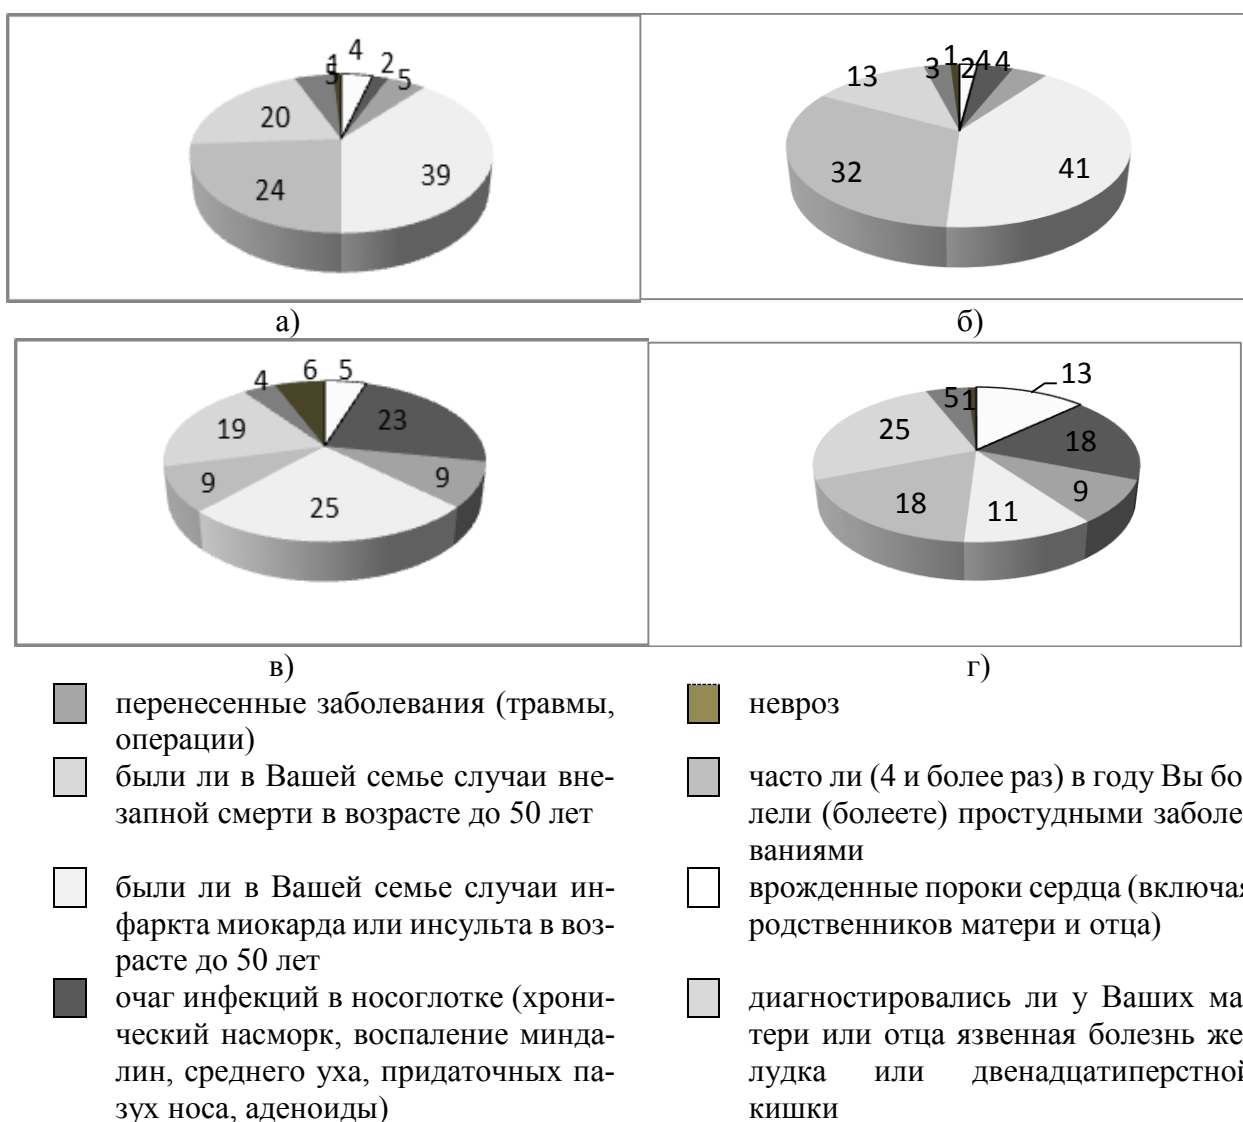 1
5
4
2
5
39
24
20
а)
1
2
4
4
41
32
13
3
б)
6
5
23
9
25
9
19
4
в)
13
18
9
11
18
25
5
1
г)
перенесенные заболевания (травмы,
операции)
были ли в Вашей семье случаи вне-
запной смерти в возрасте до 50 лет
были ли в Вашей семье случаи ин-
фаркта миокарда или инсульта в воз-
расте до 50 лет
очаг инфекций в носоглотке (хрони-
ческий насморк, воспаление минда-
лин, среднего уха, придаточных па-
зух носа, аденоиды)
невроз
часто ли (4 и более раз) в году Вы бо
лели (болеете) простудными заболе
ваниями
врожденные пороки сердца (включая
родственников матери и отца)
диагностировались ли у Ваших ма
тери или отца язвенная болезнь же
лудка или двенадцатиперстной
кишки